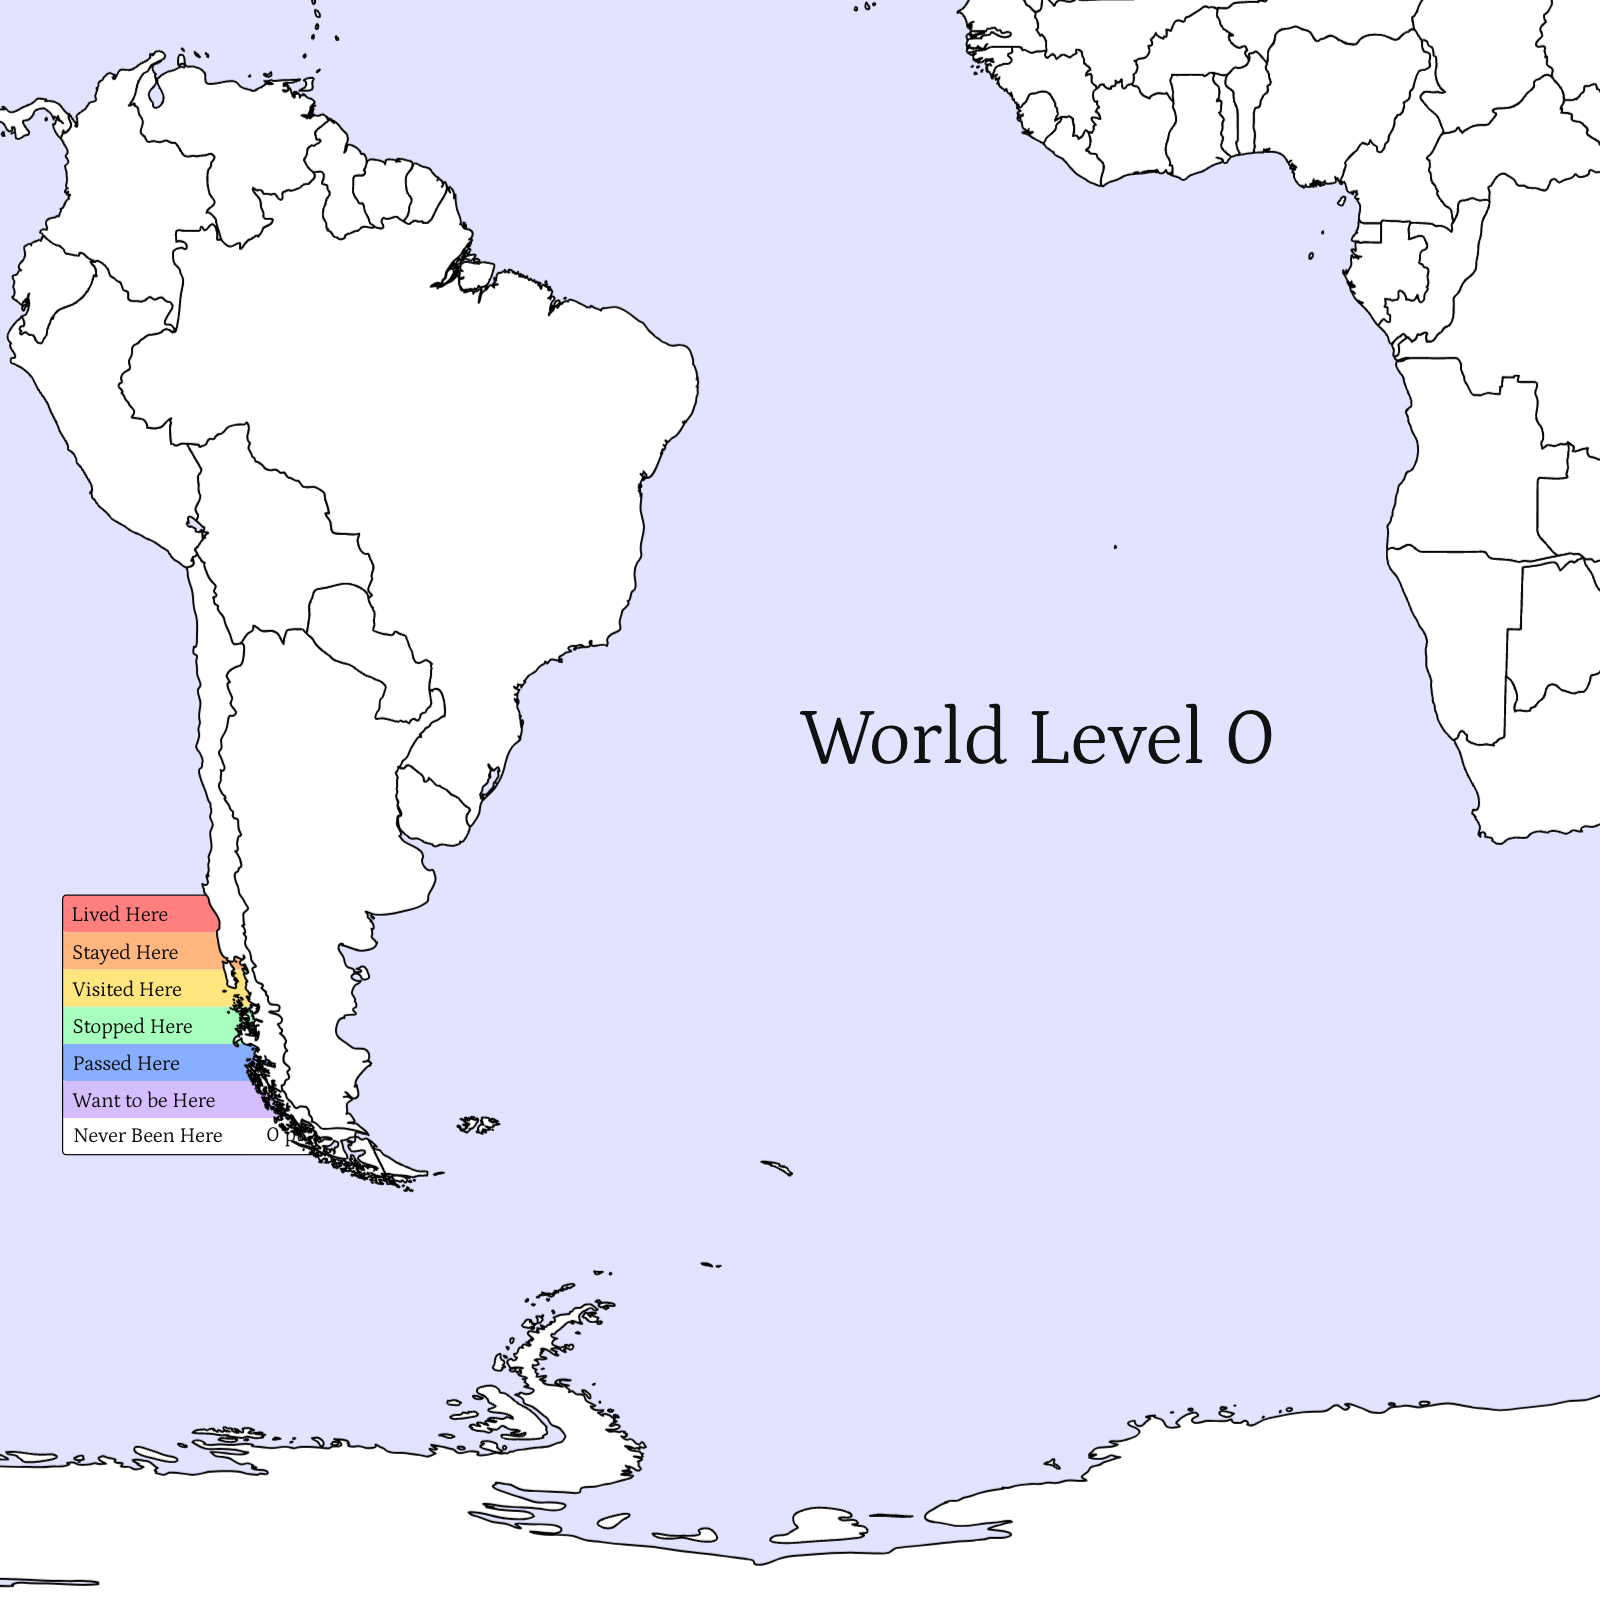 World Level 0
Lived Here
Stayed Here
Visited Here
Stopped Here
Passed Here
Want to be Here
Never Been Here 0